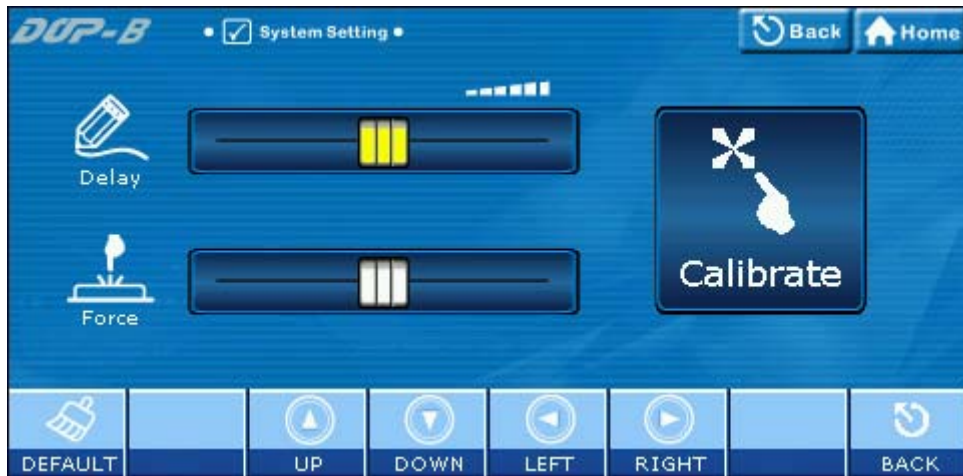 DOP-B
• System Setting •
Back
Home
Delay
Calibrate
Force
DEFAULT
UP
DOWN
LEFT
RIGHT
BACK